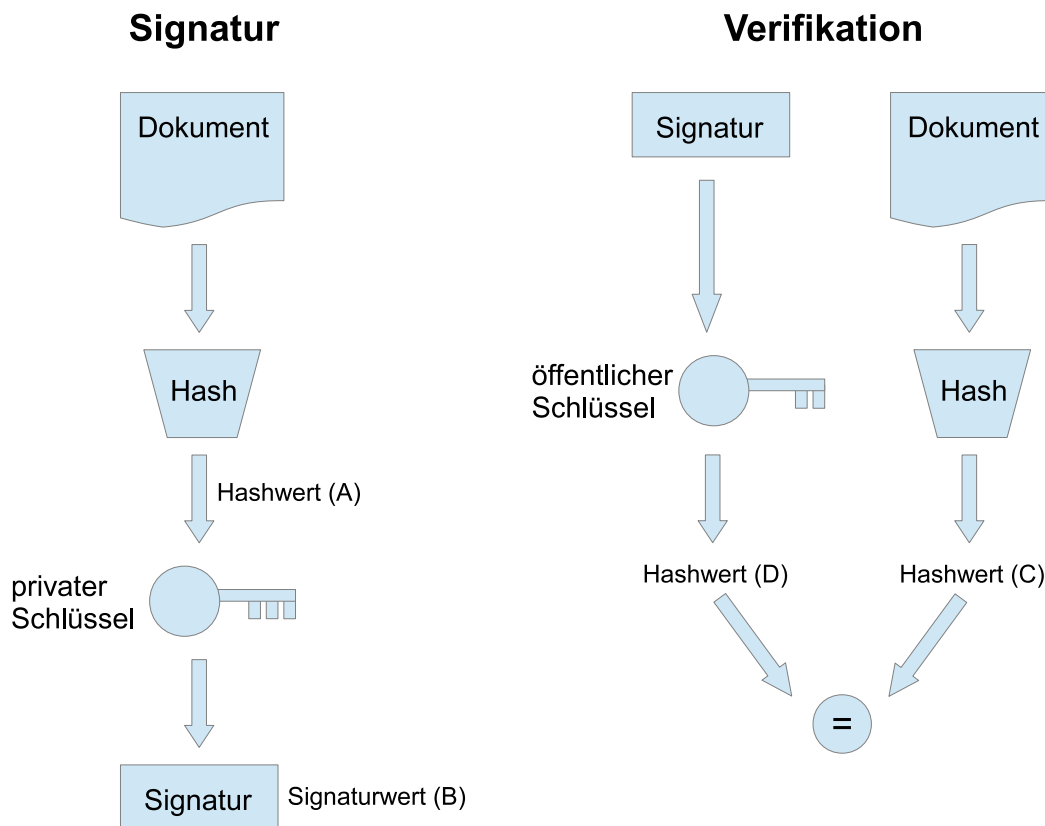 Signatur
Dokument
Hash
Hashwert (A)
privater
Schlüssel
Signatur
Signaturwert (B)
Verifikation
Signatur
Dokument
öffentlicher
Schlüssel
Hash
Hashwert (D)
Hashwert (C)
=